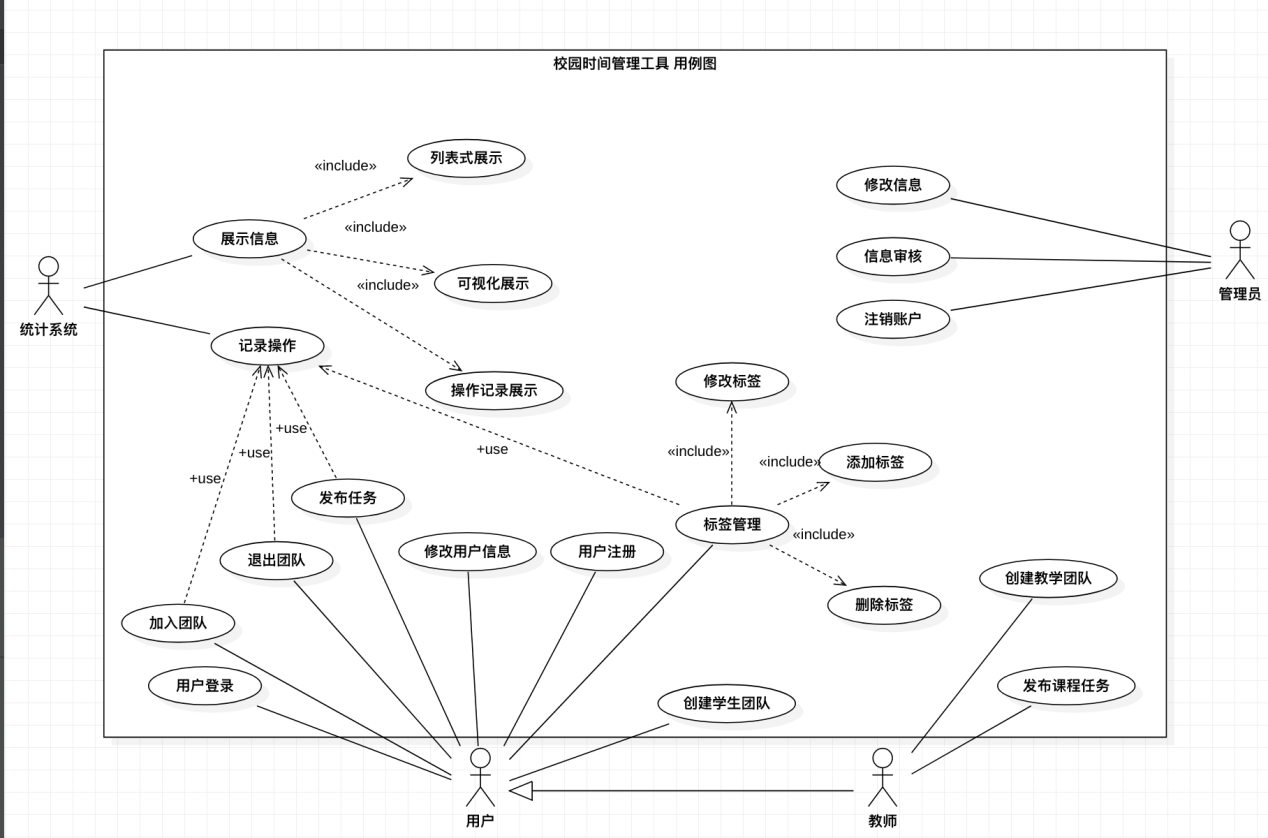 校园时间管理工具 用例图
«include»
列表式展示
修改信息
«include»
展示信息
信息审核
«include»
可视化展示
管理员
注销账户
统计系统
记录操作
修改标签
操作记录展示
+use
+use
+use
«include»
«include»
添加标签
+use
发布任务
标签管理
«include»
修改用户信息
用户注册
退出团队
创建教学团队
删除标签
加入团队
用户登录
发布课程任务
创建学生团队
用户
教师